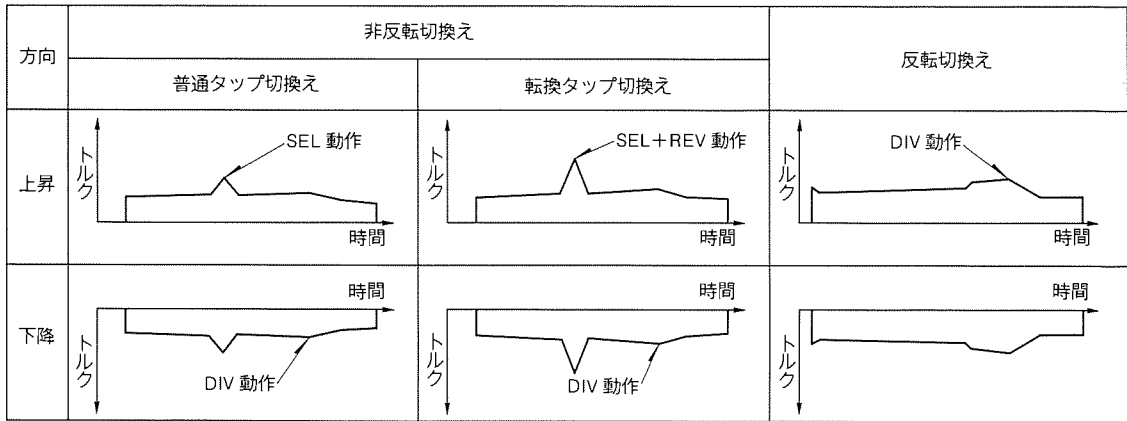 方向
非反転切換え
反転切換え
普通タップ切換え
転換タップ切換え
上昇
トルク
SEL 動作
時間
トルク
SEL＋REV 動作
時間
トルク
DIV 動作
時間
下降
トルク
時間
DIV 動作
トルク
時間
DIV 動作
トルク
時間